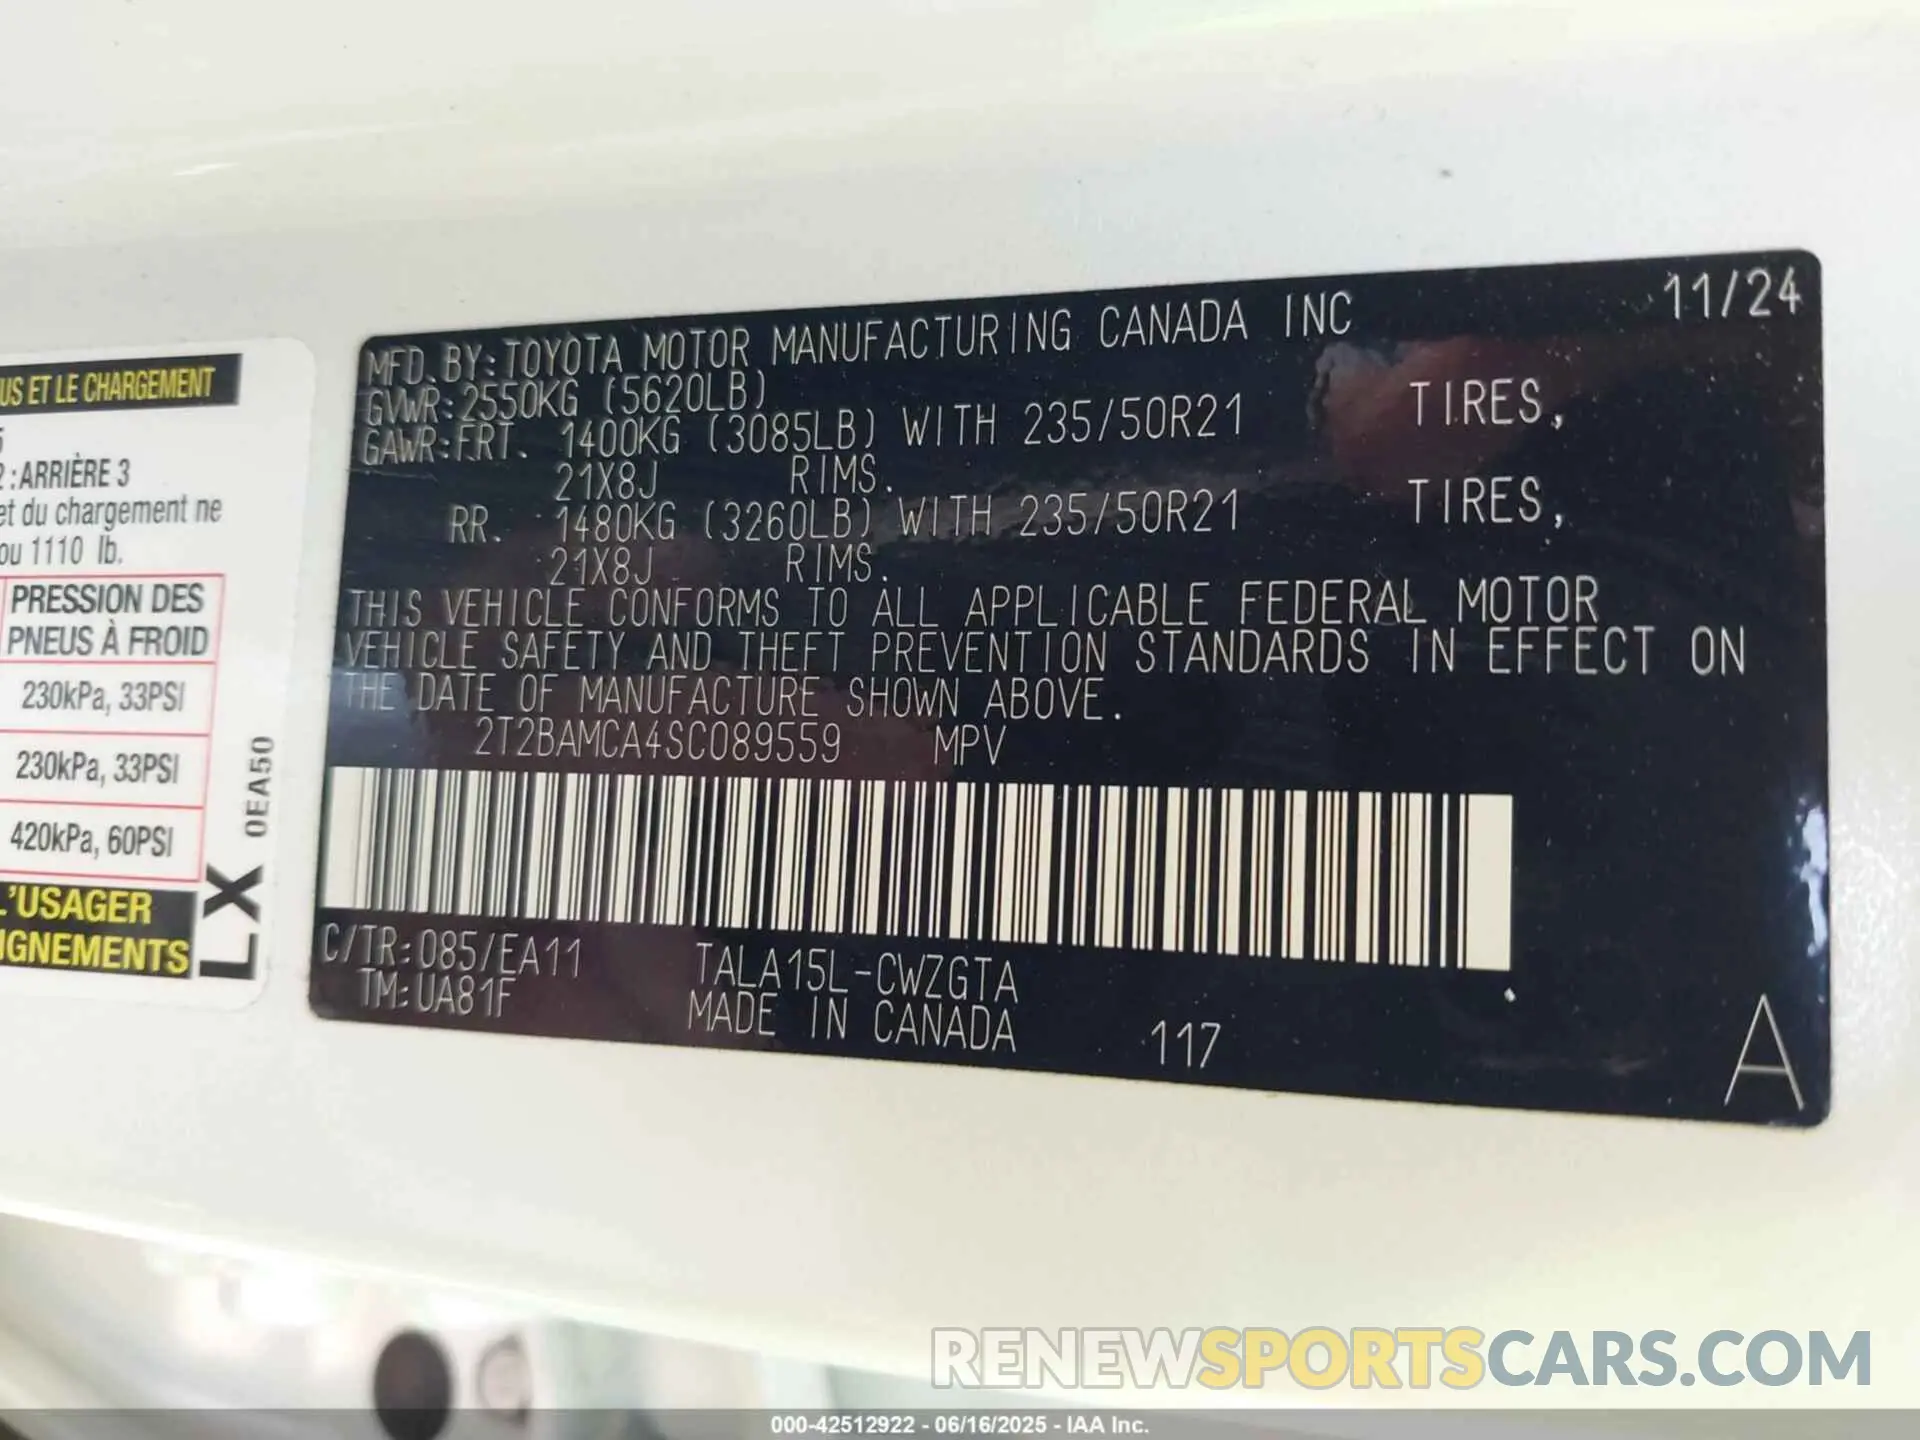 US ET LE CHARGEMENT
5
2 : ARRIÈRE 3
et du chargement ne
ou 1110 lb.
PRESSION DES
PNEUS À FROID
230kPa, 33PSI
230kPa, 33PSI
420kPa, 60PSI
L'USAGER
IGNEMENTS
LX 0EA50
11/24
MFD. BY: TOYOTA MOTOR MANUFACTURING CANADA INC
GVWR: 2550KG (5620LB)
GAWR: FRT. 1400KG (3085LB) WITH 235/50R21 TIRES,
21X8J RIMS.
RR. 1480KG (3260LB) WITH 235/50R21 TIRES,
21X8J RIMS.
THIS VEHICLE CONFORMS TO ALL APPLICABLE FEDERAL MOTOR
VEHICLE SAFETY AND THEFT PREVENTION STANDARDS IN EFFECT ON
THE DATE OF MANUFACTURE SHOWN ABOVE.
2T2BAMCA4SC089559 MPV
C/TR: 085/EA11 TALA15L-CWZGTA
TM: UA81F MADE IN CANADA 117
A
RENEWSPORTSCARS.COM
000-42512922 - 06/16/2025 - IAA Inc.